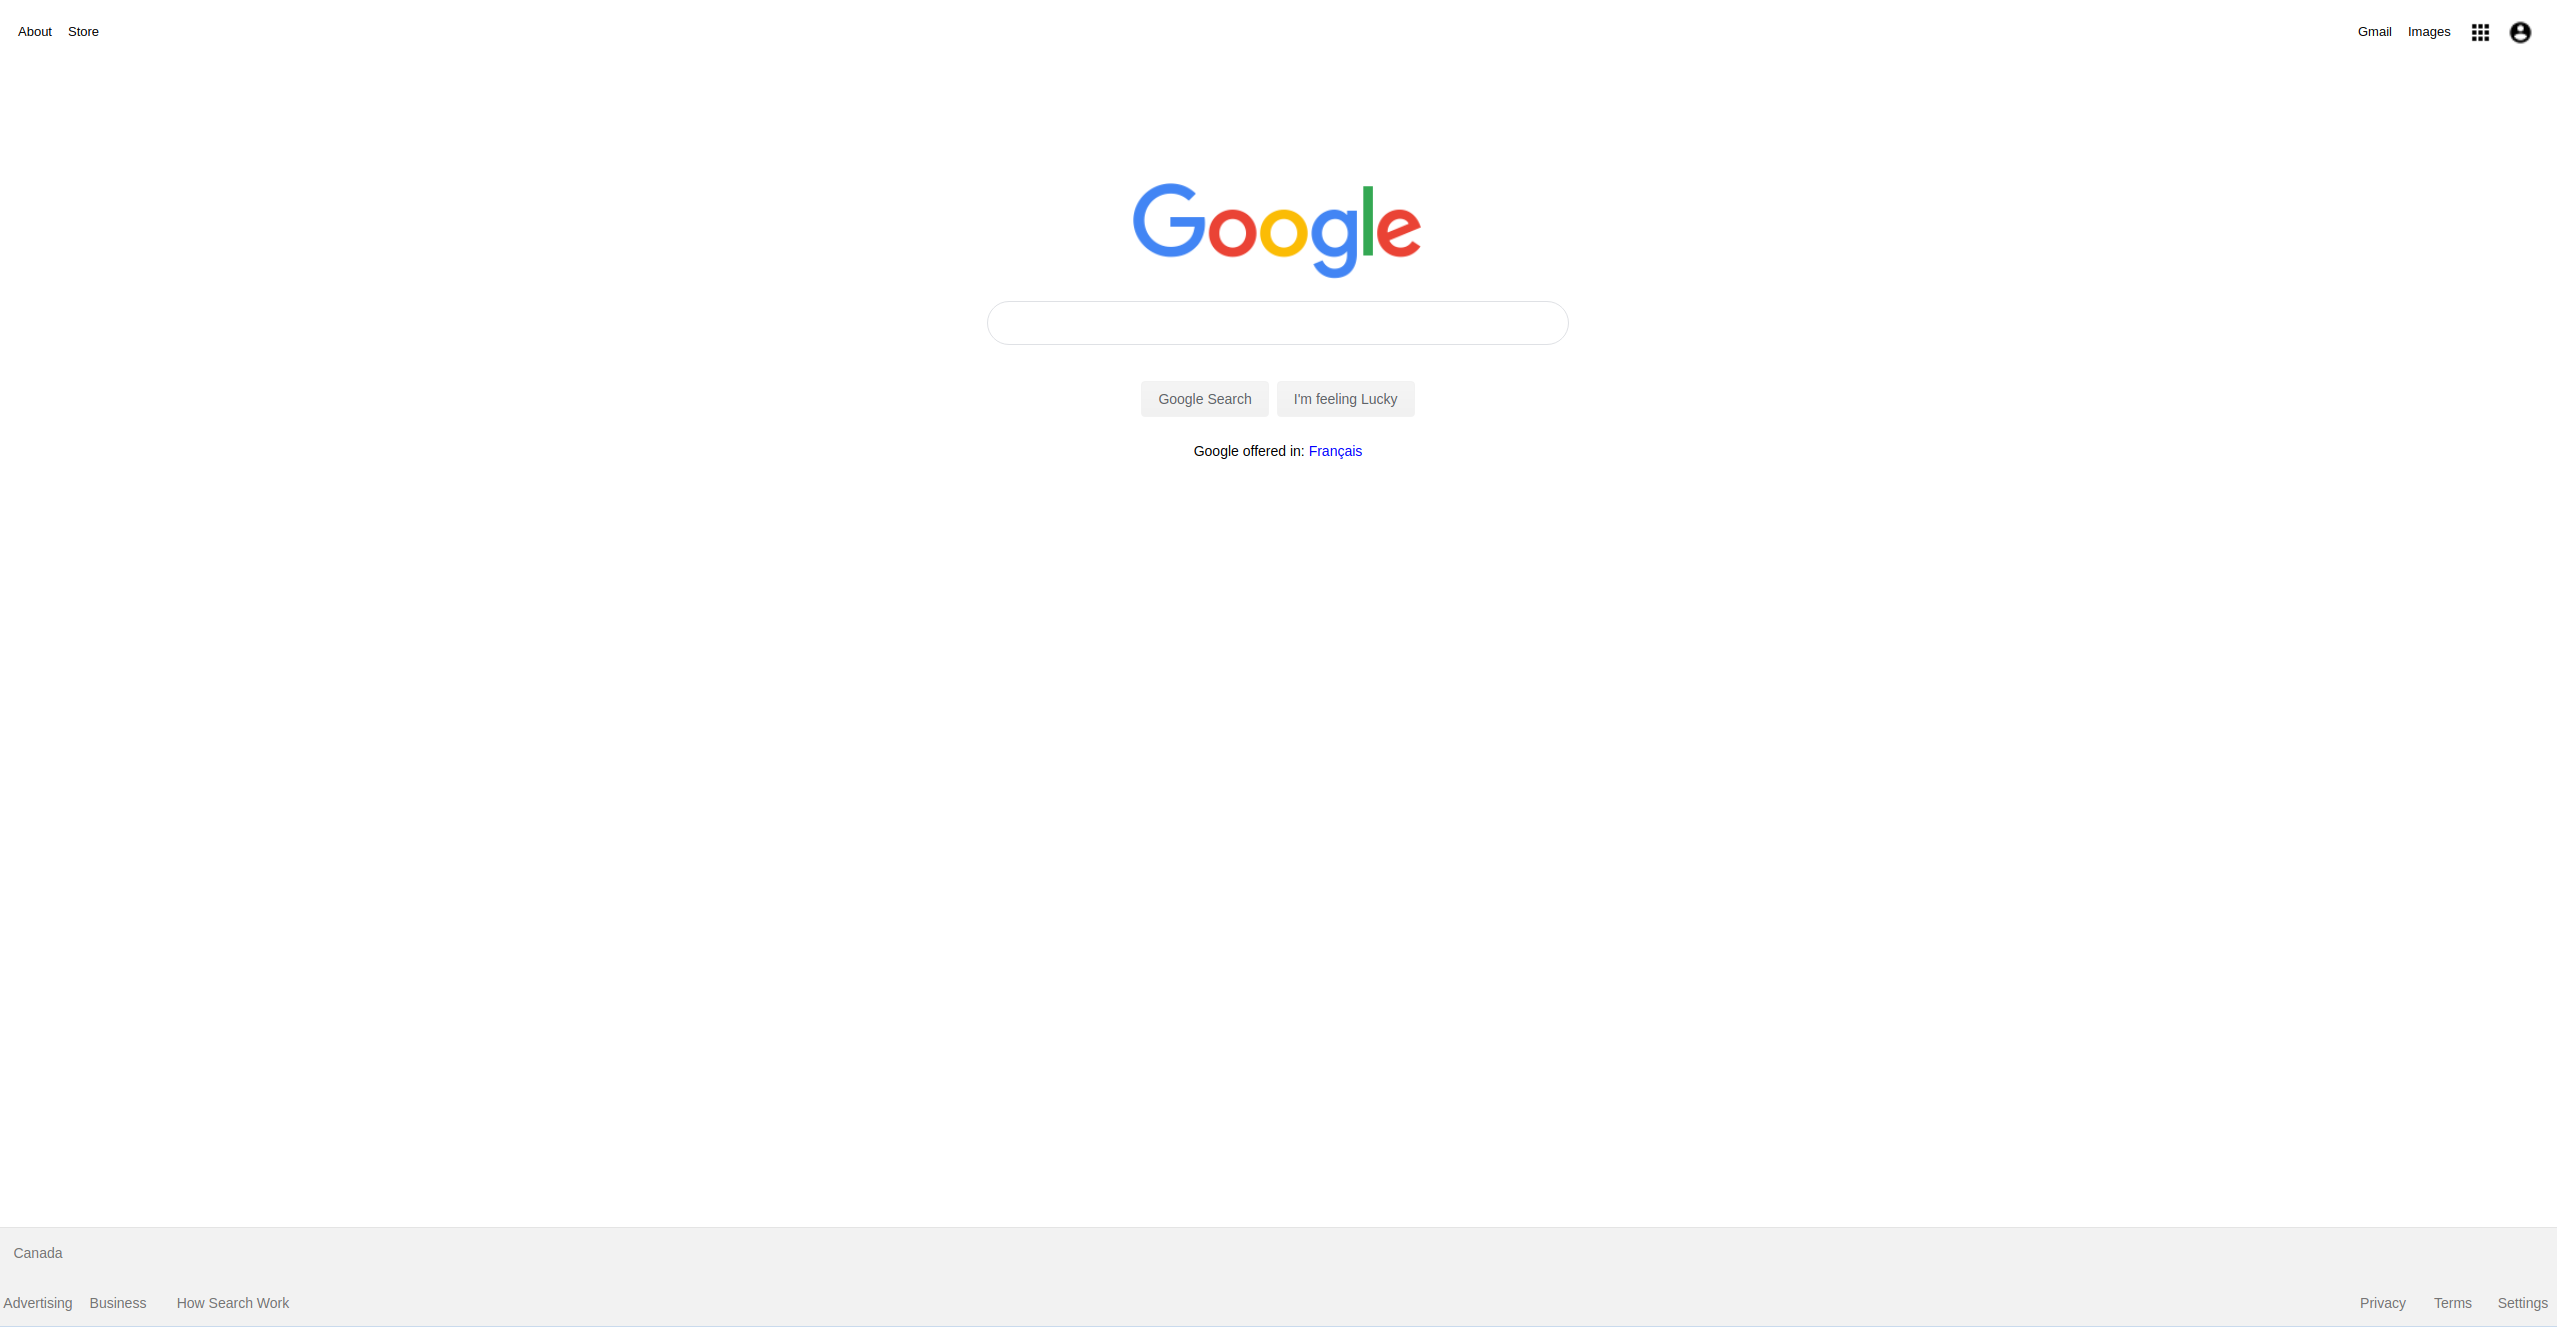 About Store Gmail Images
Google
Google Search I'm feeling Lucky
Google offered in: Français
Canada
Advertising Business How Search Work Privacy Terms Settings